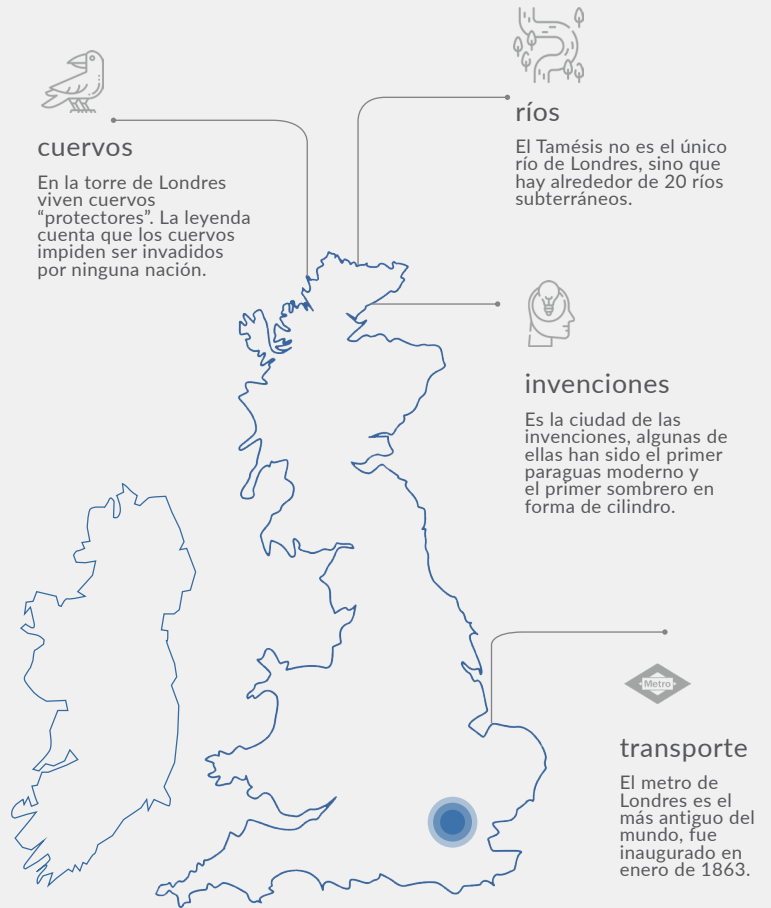 cuervos
En la torre de Londres
viven cuervos
“protectores”. La leyenda
cuenta que los cuervos
impiden ser invadidos
por ninguna nación.
ríos
El Tamésis no es el único
río de Londres, sino que
hay alrededor de 20 ríos
subterráneos.
invenciones
Es la ciudad de las
invenciones, algunas de
ellas han sido el primer
paraguas moderno y
el primer sombrero en
forma de cilindro.
Metro
transporte
El metro de
Londres es el
más antiguo del
mundo, fue
inaugurado en
enero de 1863.